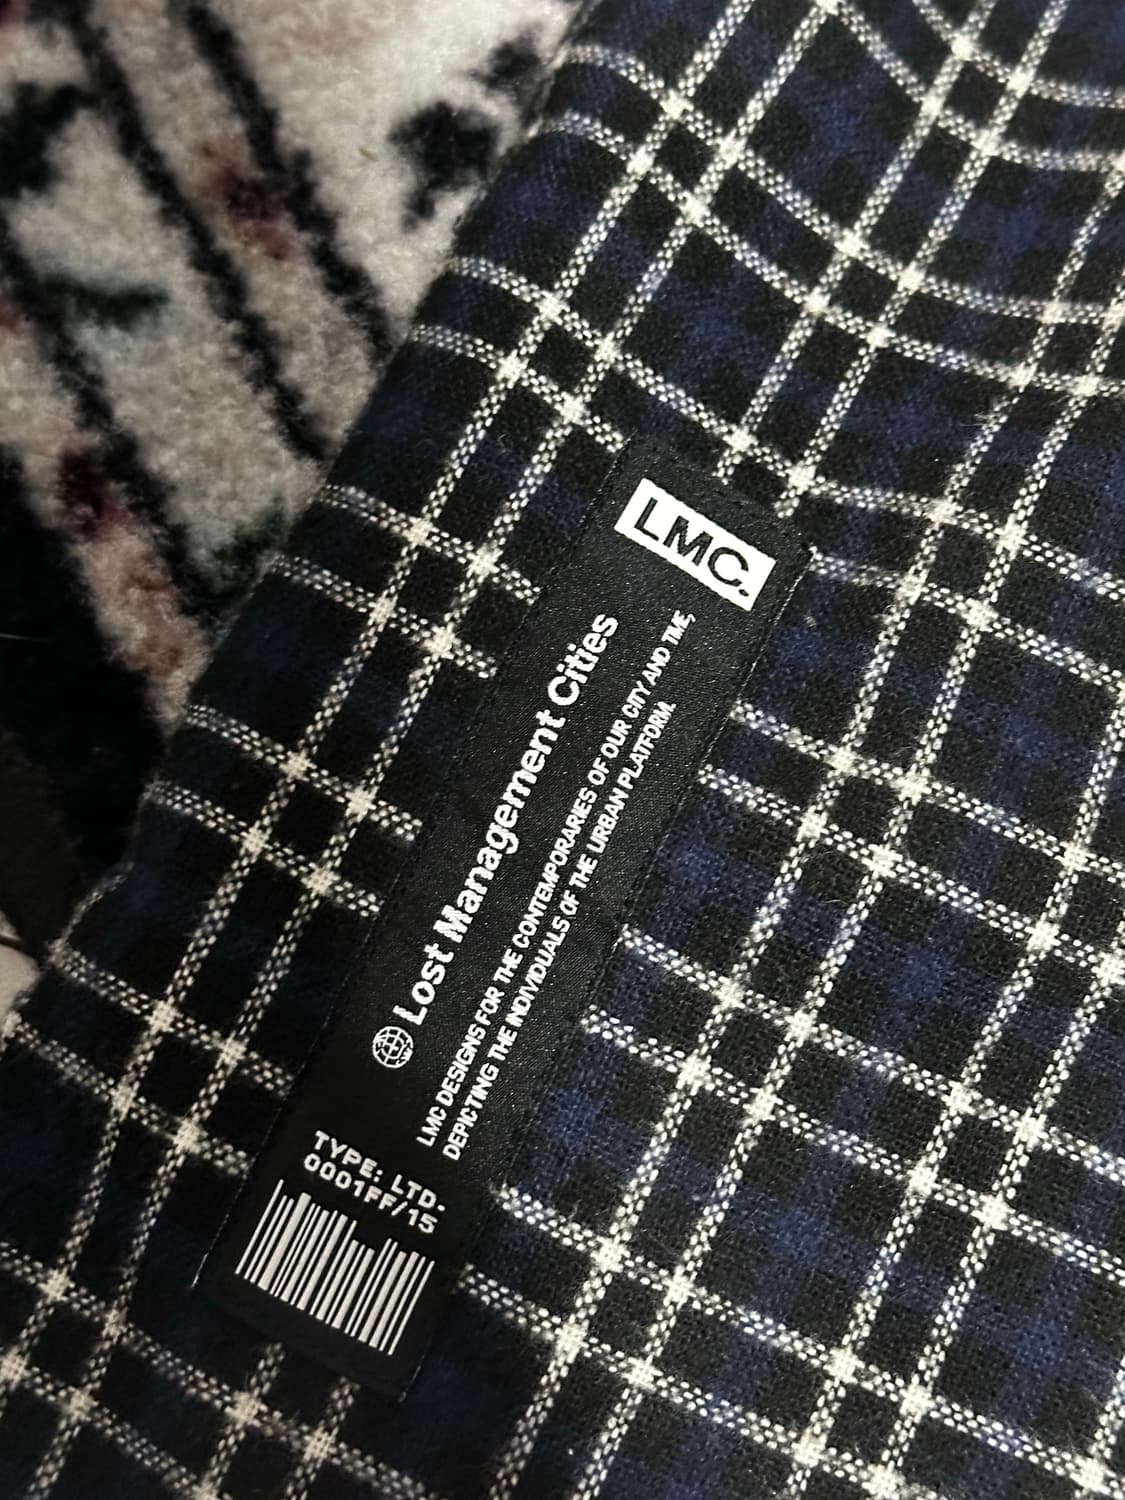 LMC.
Lost Management Cities
LMC DESIGNS FOR THE CONTEMPORARIES OF OUR CITY AND TIME,
DEPICTING THE INDIVIDUALS OF THE URBAN PLATFORM.
TYPE: LTD.
0001FF/15